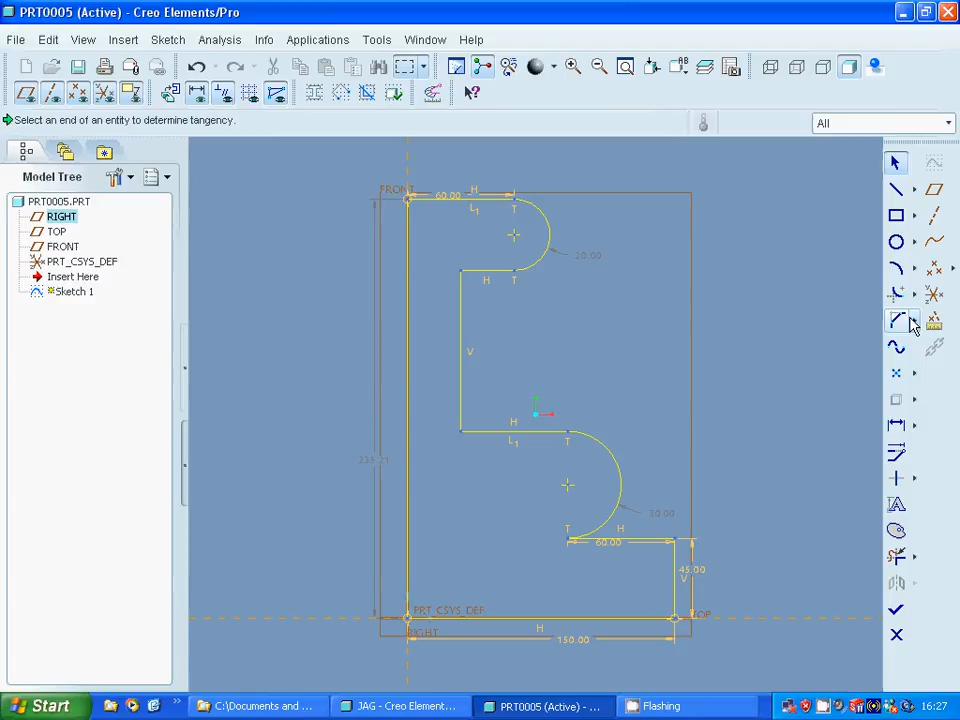 PRT0005 (Active) - Creo Elements/Pro
File Edit View Insert Sketch Analysis Info Applications Tools Window Help
Select an end of an entity to determine tangency.
All
Model Tree
PRT0005.PRT
RIGHT
TOP
FRONT
PRT_CSYS_DEF
Insert Here
Sketch 1
FRONT
60.00
H
L1
T
20.00
H
T
V
H
L1
T
235.21
30.00
T
H
60.00
45.00
V
PRT_CSYS_DEF
TOP
RIGHT
H
150.00
Start
C:\Documents and ...
JAG - Creo Element...
PRT0005 (Active) - ...
Flashing
16:27